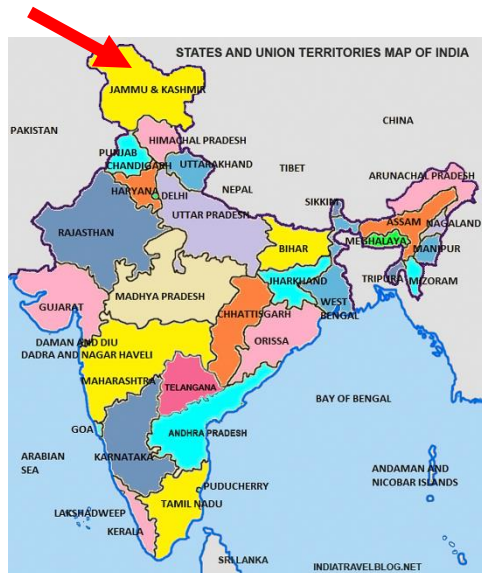 STATES AND UNION TERRITORIES MAP OF INDIA
JAMMU & KASHMIR
PAKISTAN
CHINA
HIMACHAL PRADESH
PUNJAB
CHANDIGARH
UTTARAKHAND
TIBET
ARUNACHAL PRADESH
HARYANA
DELHI
NEPAL
SIKKIM
RAJASTHAN
UTTAR PRADESH
ASSAM
NAGALAND
BIHAR
MEGHALAYA
MANIPUR
JHARKHAND
TRIPURA
MIZORAM
MADHYA PRADESH
WEST
BENGAL
GUJARAT
CHHATTISGARH
ORISSA
DAMAN AND DIU
DADRA AND NAGAR HAVELI
MAHARASHTRA
TELANGANA
BAY OF BENGAL
GOA
ANDHRA PRADESH
ARABIAN
SEA
KARNATAKA
ANDAMAN AND
NICOBAR ISLANDS
PUDUCHERRY
TAMIL NADU
LAKSHADWEEP
KERALA
SRI LANKA
INDIATRAVELBLOG.NET